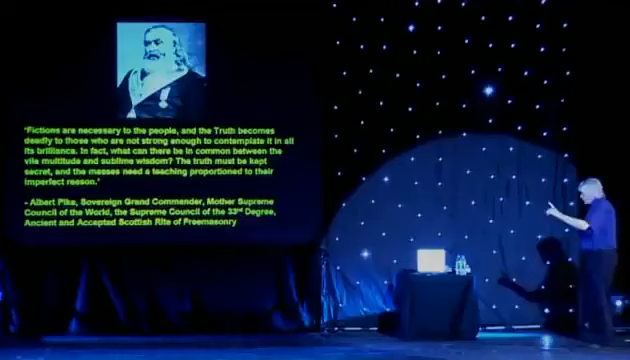 'Fictions are necessary to the people, and the Truth becomes
deadly to those who are not strong enough to contemplate it in all
its brilliance. In fact, what can there be in common between the
vile multitude and sublime wisdom? The truth must be kept
secret, and the masses need a teaching proportioned to their
imperfect reason.'
- Albert Pike, Sovereign Grand Commander, Mother Supreme
Council of the World, the Supreme Council of the 33rd Degree,
Ancient and Accepted Scottish Rite of Freemasonry